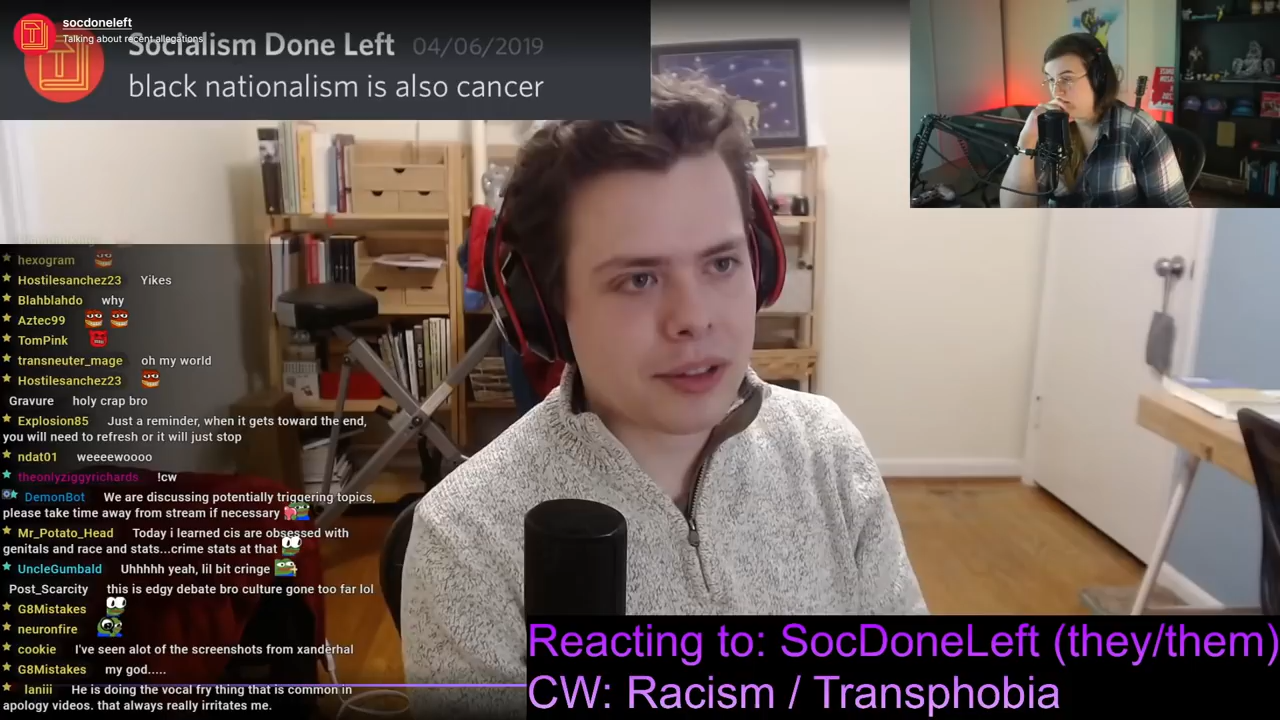 socdoneleft
Talking about recent allegations
Socialism Done Left 04/06/2019
black nationalism is also cancer
hexogram
Hostilesanchez23 Yikes
Blahblahdo why
Aztec99
TomPink
transneuter_mage oh my world
Hostilesanchez23
Gravure holy crap bro
Explosion85 Just a reminder, when it gets toward the end,
you will need to refresh or it will just stop
ndat01 weeeewoooo
theonlyziggyrichards !cw
DemonBot We are discussing potentially triggering topics,
please take time away from stream if necessary
Mr_Potato_Head Today i learned cis are obsessed with
genitals and race and stats...crime stats at that
UncleGumbald Uhhhhh yeah, lil bit cringe
Post_Scarcity this is edgy debate bro culture gone too far lol
G8Mistakes
neuronfire
cookie I've seen alot of the screenshots from xanderhal
G8Mistakes my god.....
laniii He is doing the vocal fry thing that is common in
apology videos. that always really irritates me.
Reacting to: SocDoneLeft (they/them)
CW: Racism / Transphobia